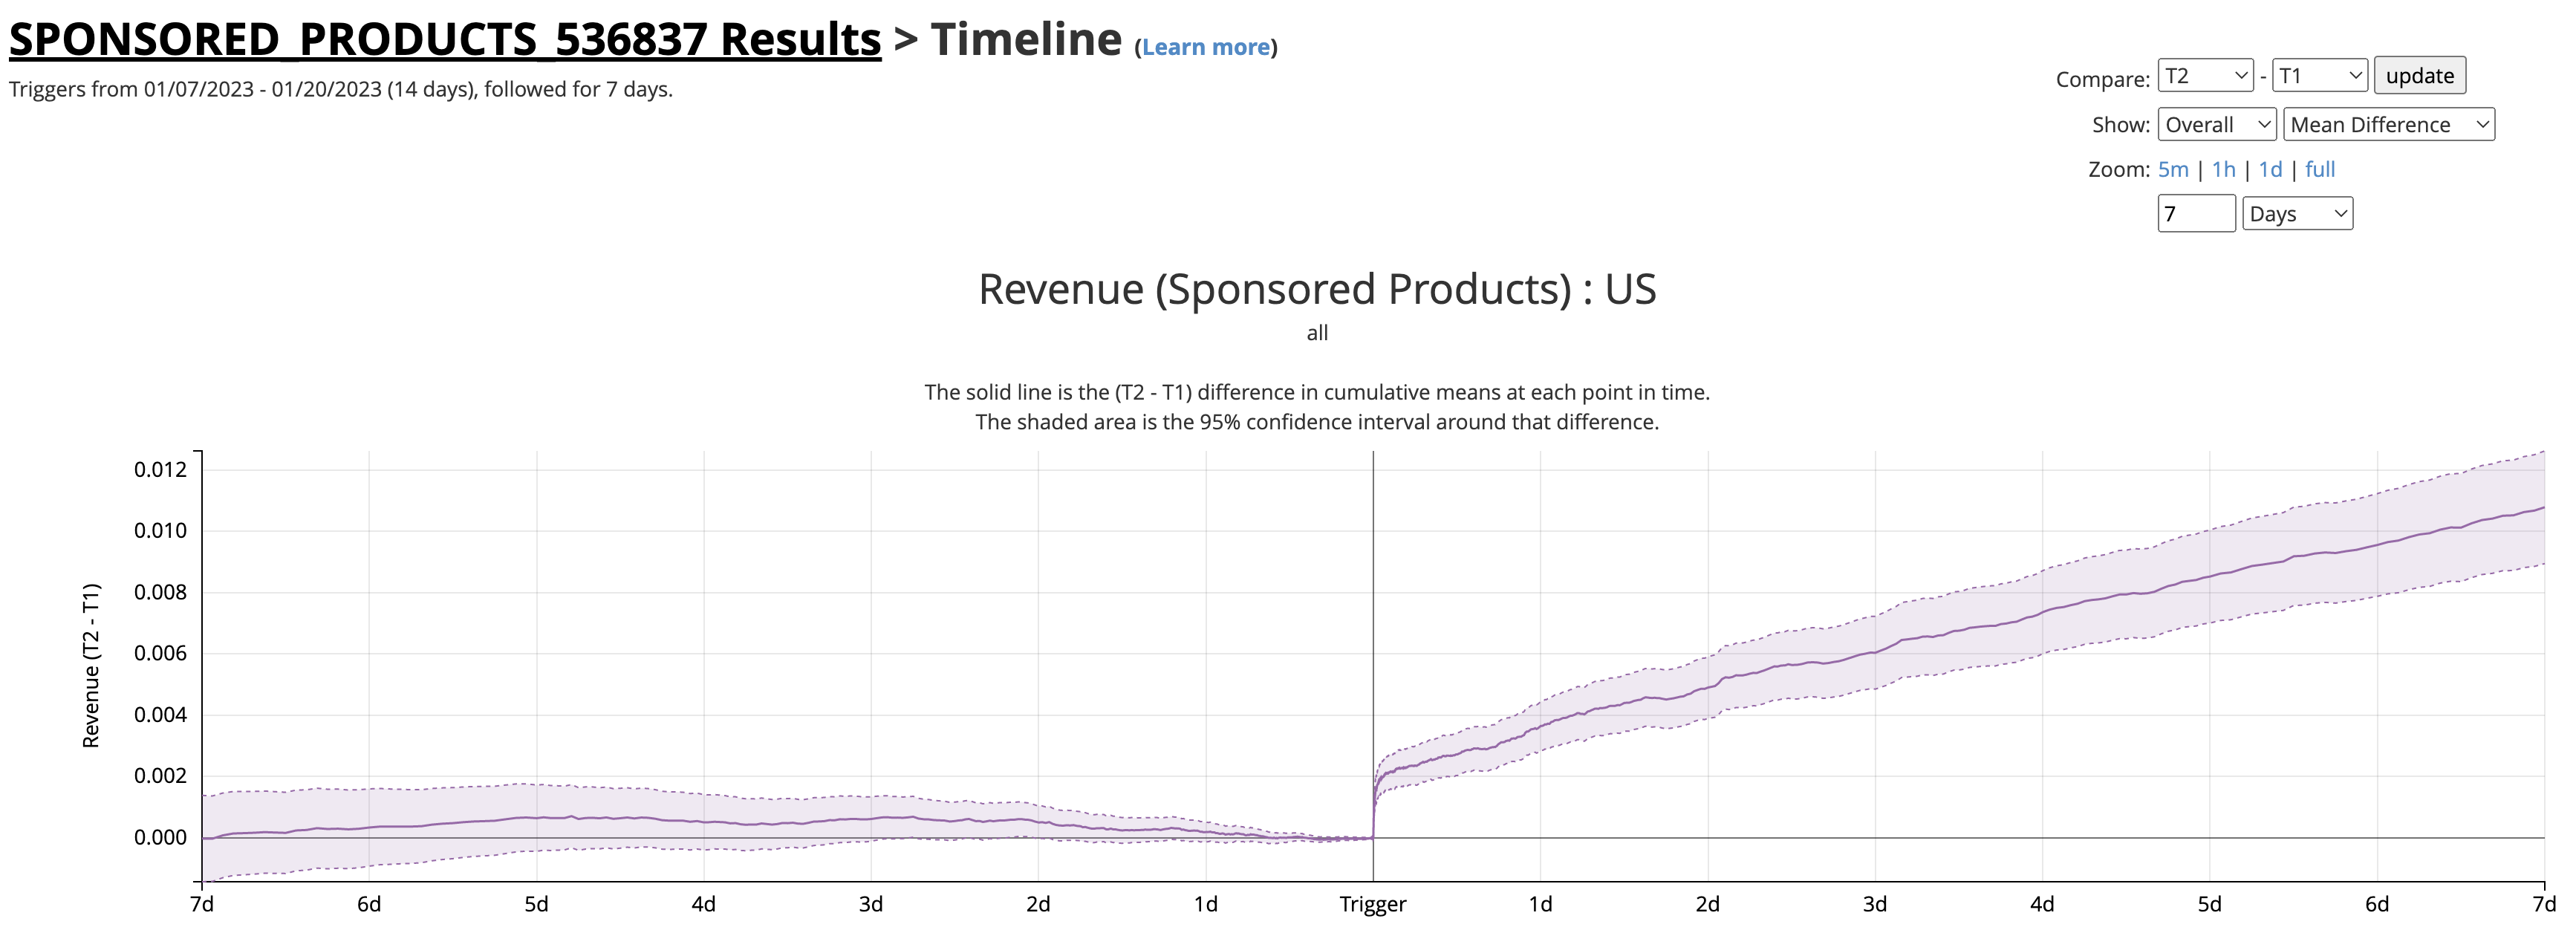 SPONSORED_PRODUCTS_536837 Results > Timeline (Learn more)
Triggers from 01/07/2023 - 01/20/2023 (14 days), followed for 7 days.
Compare: T2 - T1 update
Show: Overall Mean Difference
Zoom: 5m | 1h | 1d | full
7 Days
Revenue (Sponsored Products) : US
all
The solid line is the (T2 - T1) difference in cumulative means at each point in time.
The shaded area is the 95% confidence interval around that difference.
Revenue (T2 - T1)
0.012
0.010
0.008
0.006
0.004
0.002
0.000
7d 6d 5d 4d 3d 2d 1d Trigger 1d 2d 3d 4d 5d 6d 7d